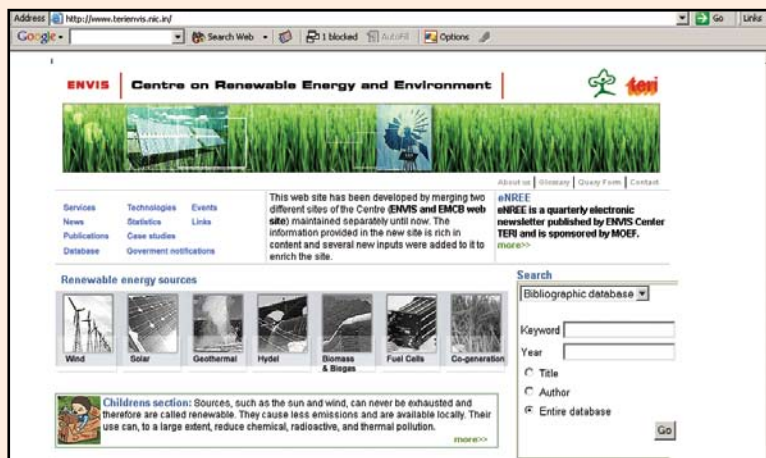 Address http://www.terienvis.nic.in/ Go Links
Google Search Web 1 blocked AutoFill Options
ENVIS Centre on Renewable Energy and Environment teri
About us Glossary Query Form Contact
Services Technologies Events
News Statistics Links
Publications Case studies
Database Goverment notifications
This web site has been developed by merging two
different sites of the Centre (ENVIS and EMCB web
site) maintained separately until now. The
information provided in the new site is rich in
content and several new inputs were added to it to
enrich the site.
eNREE
eNREE is a quarterly electronic
newsletter published by ENVIS Center
TERI and is sponsored by MOEF.
more>>
Renewable energy sources
Wind Solar Geothermal Hydel Biomass & Biogas Fuel Cells Co-generation
Search
Bibliographic database
Keyword
Year
Title
Author
Entire database
Go
Childrens section: Sources, such as the sun and wind, can never be exhausted and
therefore are called renewable. They cause less emissions and are available locally. Their
use can, to a large extent, reduce chemical, radioactive, and thermal pollution.
more>>